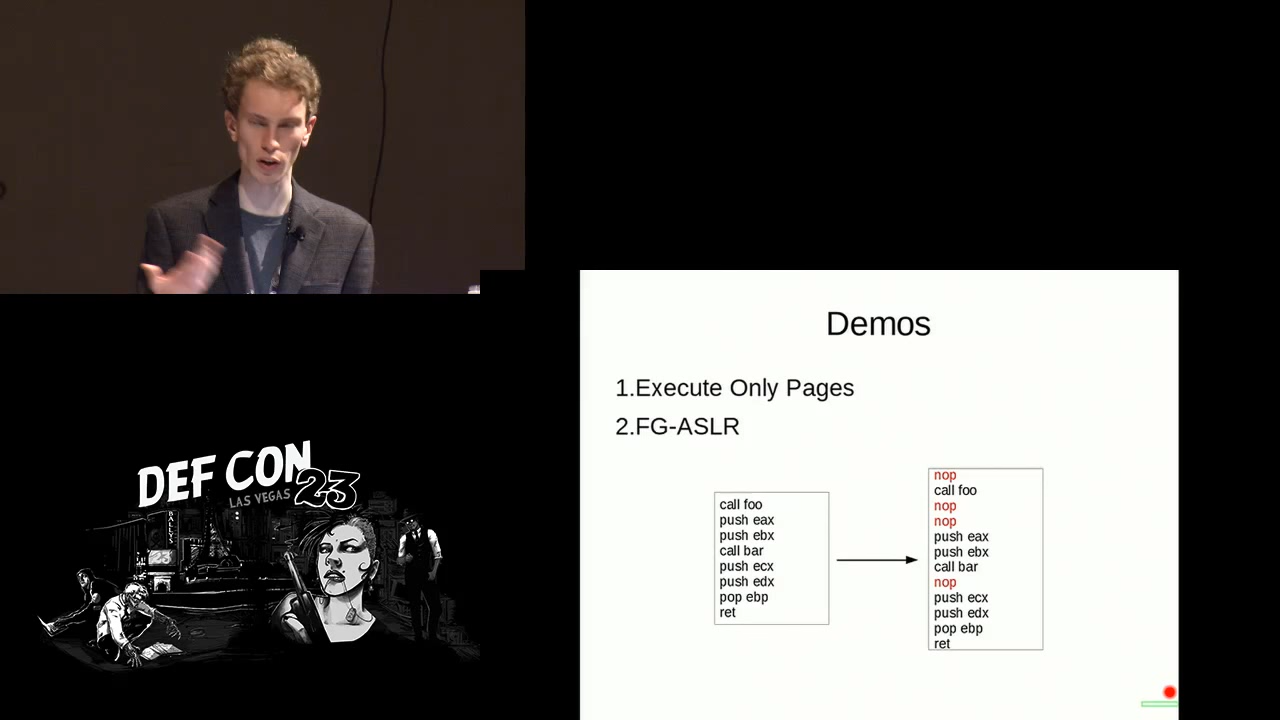 DEF CON
23
LAS VEGAS
BALLYS
23
Demos
1.Execute Only Pages
2.FG-ASLR
call foo
push eax
push ebx
call bar
push ecx
push edx
pop ebp
ret
nop
call foo
nop
nop
push eax
push ebx
call bar
nop
push ecx
push edx
pop ebp
ret